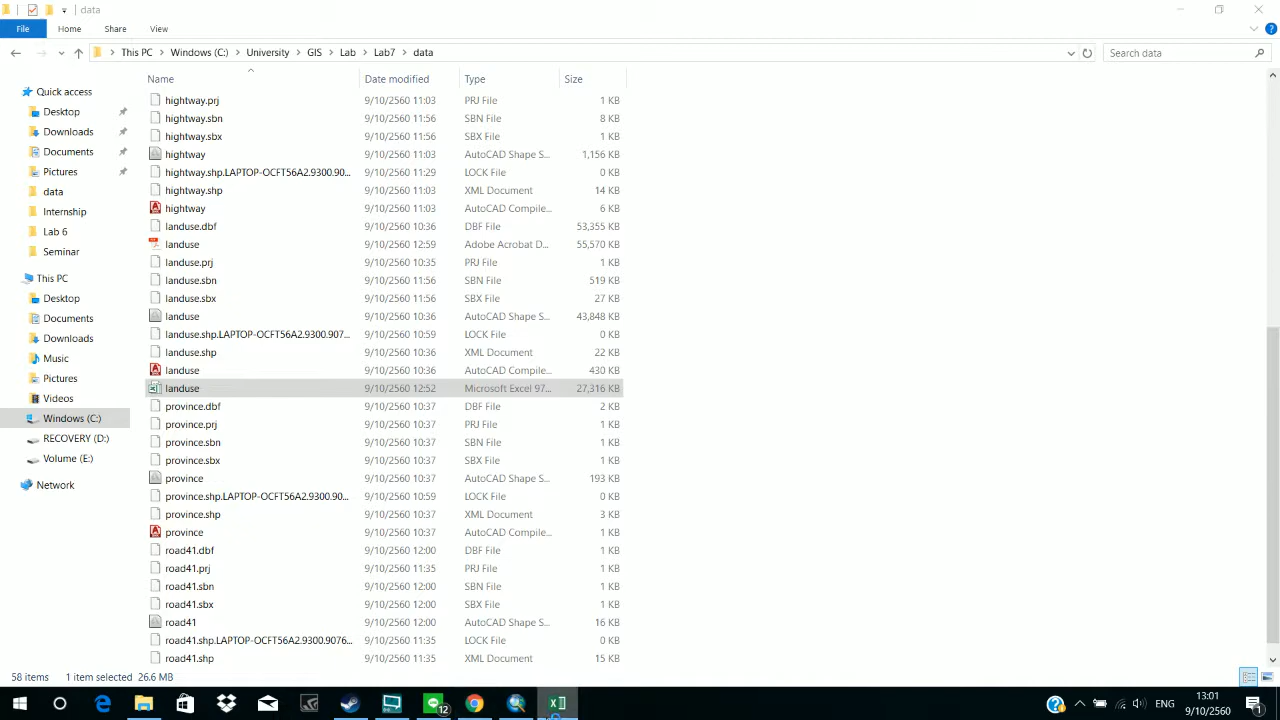 data
File Home Share View
This PC Windows (C:) University GIS Lab Lab7 data Search data
Name Date modified Type Size
Quick access
Desktop
Downloads
Documents
Pictures
data
Internship
Lab 6
Seminar
This PC
Desktop
Documents
Downloads
Music
Pictures
Videos
Windows (C:)
RECOVERY (D:)
Volume (E:)
Network
hightway.prj 9/10/2560 11:03 PRJ File 1 KB
hightway.sbn 9/10/2560 11:56 SBN File 8 KB
hightway.sbx 9/10/2560 11:56 SBX File 1 KB
hightway 9/10/2560 11:03 AutoCAD Shape S... 1,156 KB
hightway.shp.LAPTOP-OCFT56A2.9300.90... 9/10/2560 11:29 LOCK File 0 KB
hightway.shp 9/10/2560 11:03 XML Document 14 KB
hightway 9/10/2560 11:03 AutoCAD Compile... 6 KB
landuse.dbf 9/10/2560 10:36 DBF File 53,355 KB
landuse 9/10/2560 12:59 Adobe Acrobat D... 55,570 KB
landuse.prj 9/10/2560 10:35 PRJ File 1 KB
landuse.sbn 9/10/2560 11:56 SBN File 519 KB
landuse.sbx 9/10/2560 11:56 SBX File 27 KB
landuse 9/10/2560 10:36 AutoCAD Shape S... 43,848 KB
landuse.shp.LAPTOP-OCFT56A2.9300.907... 9/10/2560 10:59 LOCK File 0 KB
landuse.shp 9/10/2560 10:36 XML Document 22 KB
landuse 9/10/2560 10:36 AutoCAD Compile... 430 KB
landuse 9/10/2560 12:52 Microsoft Excel 97... 27,316 KB
province.dbf 9/10/2560 10:37 DBF File 2 KB
province.prj 9/10/2560 10:37 PRJ File 1 KB
province.sbn 9/10/2560 10:37 SBN File 1 KB
province.sbx 9/10/2560 10:37 SBX File 1 KB
province 9/10/2560 10:37 AutoCAD Shape S... 193 KB
province.shp.LAPTOP-OCFT56A2.9300.90... 9/10/2560 10:59 LOCK File 0 KB
province.shp 9/10/2560 10:37 XML Document 3 KB
province 9/10/2560 10:37 AutoCAD Compile... 1 KB
road41.dbf 9/10/2560 12:00 DBF File 1 KB
road41.prj 9/10/2560 11:35 PRJ File 1 KB
road41.sbn 9/10/2560 12:00 SBN File 1 KB
road41.sbx 9/10/2560 12:00 SBX File 1 KB
road41 9/10/2560 12:00 AutoCAD Shape S... 16 KB
road41.shp.LAPTOP-OCFT56A2.9300.9076... 9/10/2560 11:35 LOCK File 0 KB
road41.shp 9/10/2560 11:35 XML Document 15 KB
58 items 1 item selected 26.6 MB
12 ENG 13:01
9/10/2560 1